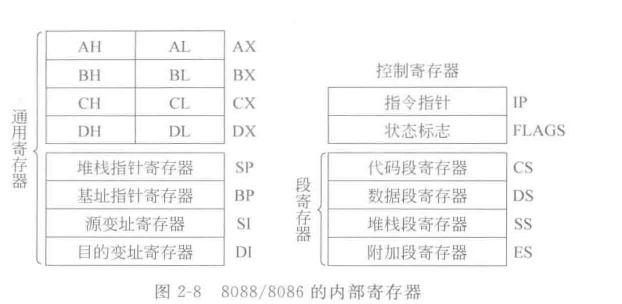 通用寄存器
AH AL AX
BH BL BX
CH CL CX
DH DL DX
堆栈指针寄存器 SP
基址指针寄存器 BP
源变址寄存器 SI
目的变址寄存器 DI
控制寄存器
指令指针 IP
状态标志 FLAGS
段寄存器
代码段寄存器 CS
数据段寄存器 DS
堆栈段寄存器 SS
附加段寄存器 ES
图 2-8 8088/8086 的内部寄存器